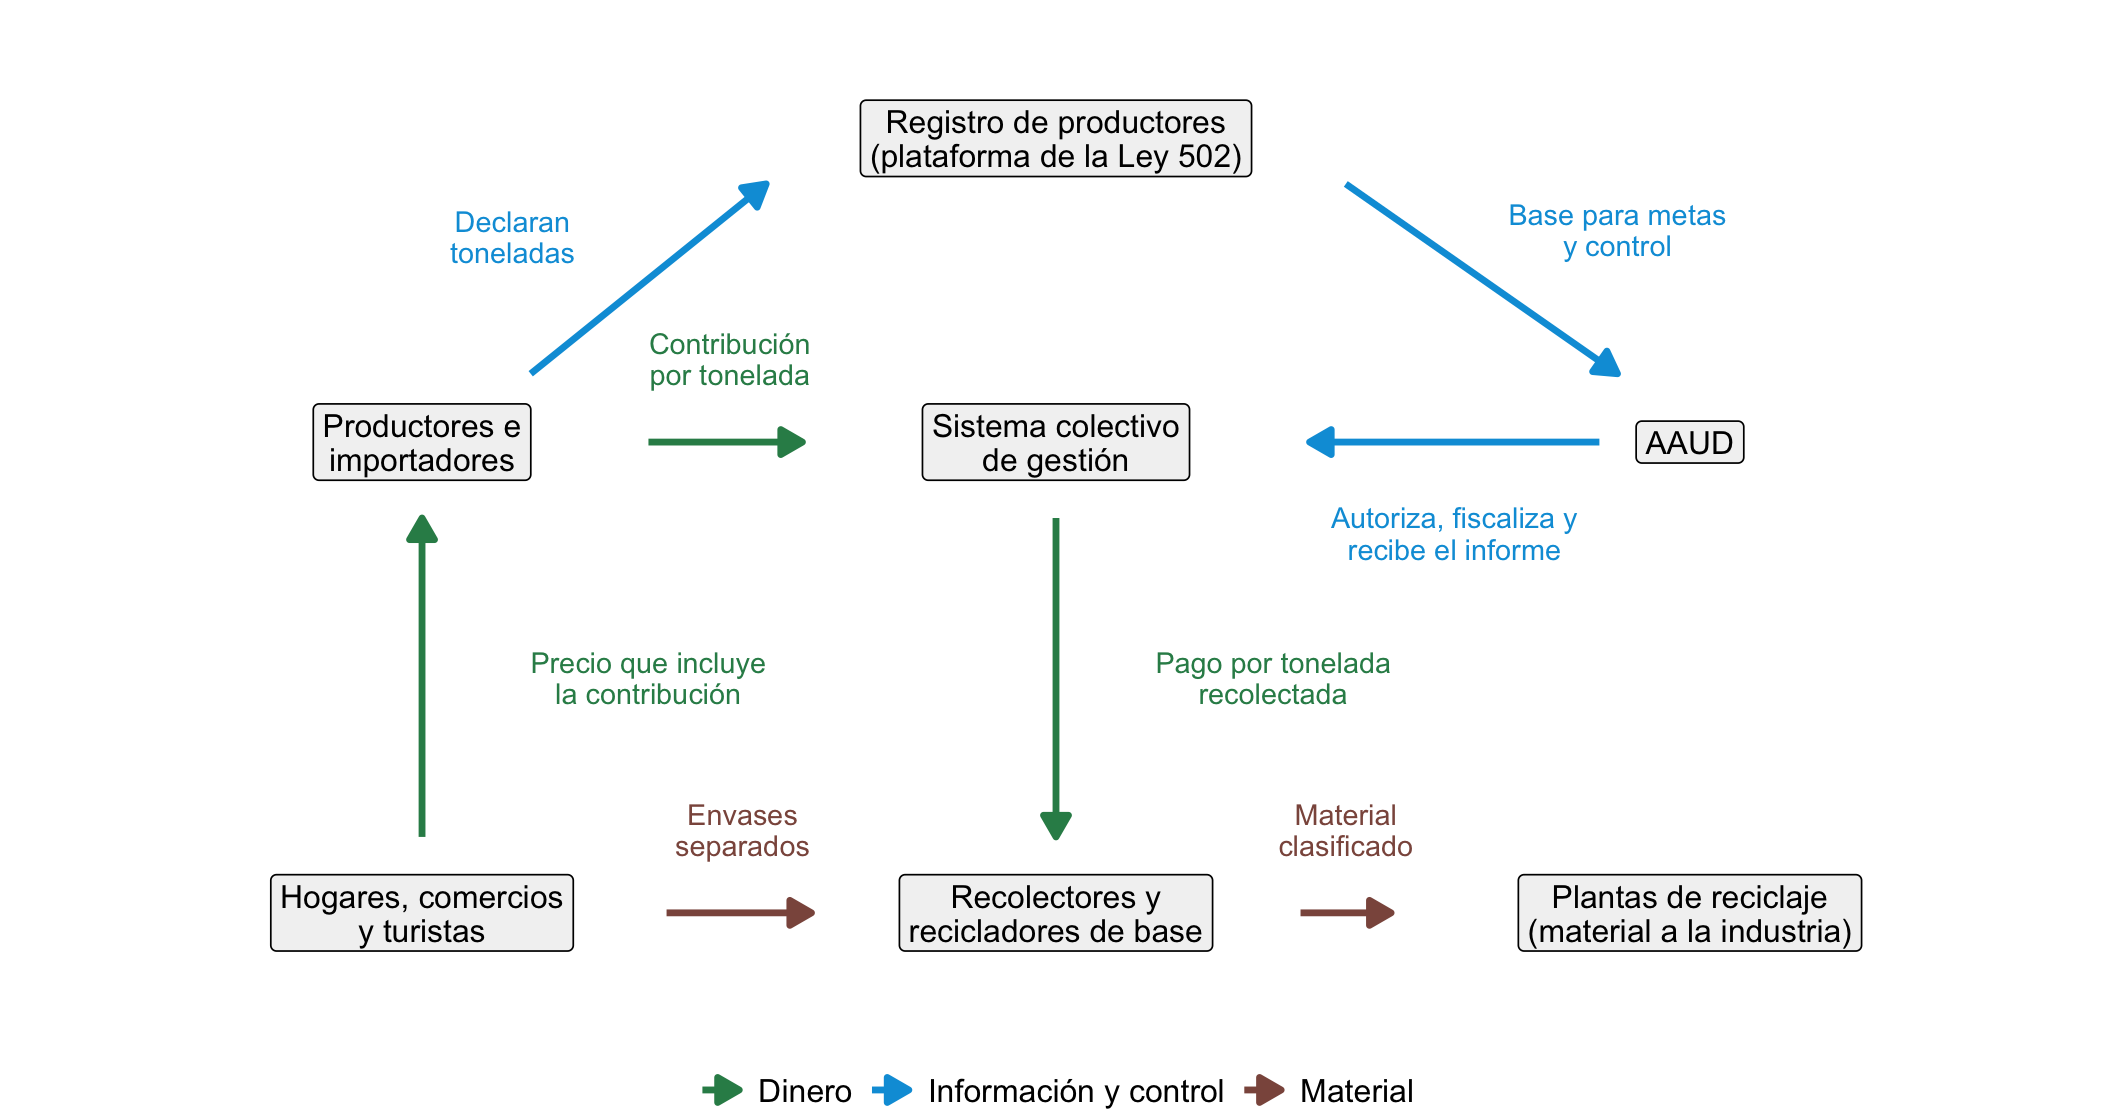 Registro de productores
(plataforma de la Ley 502)
Declaran
toneladas
Base para metas
y control
Contribución
por tonelada
Productores e
importadores
Sistema colectivo
de gestión
AAUD
Autoriza, fiscaliza y
recibe el informe
Precio que incluye
la contribución
Pago por tonelada
recolectada
Envases
separados
Material
clasificado
Hogares, comercios
y turistas
Recolectores y
recicladores de base
Plantas de reciclaje
(material a la industria)
Dinero
Información y control
Material